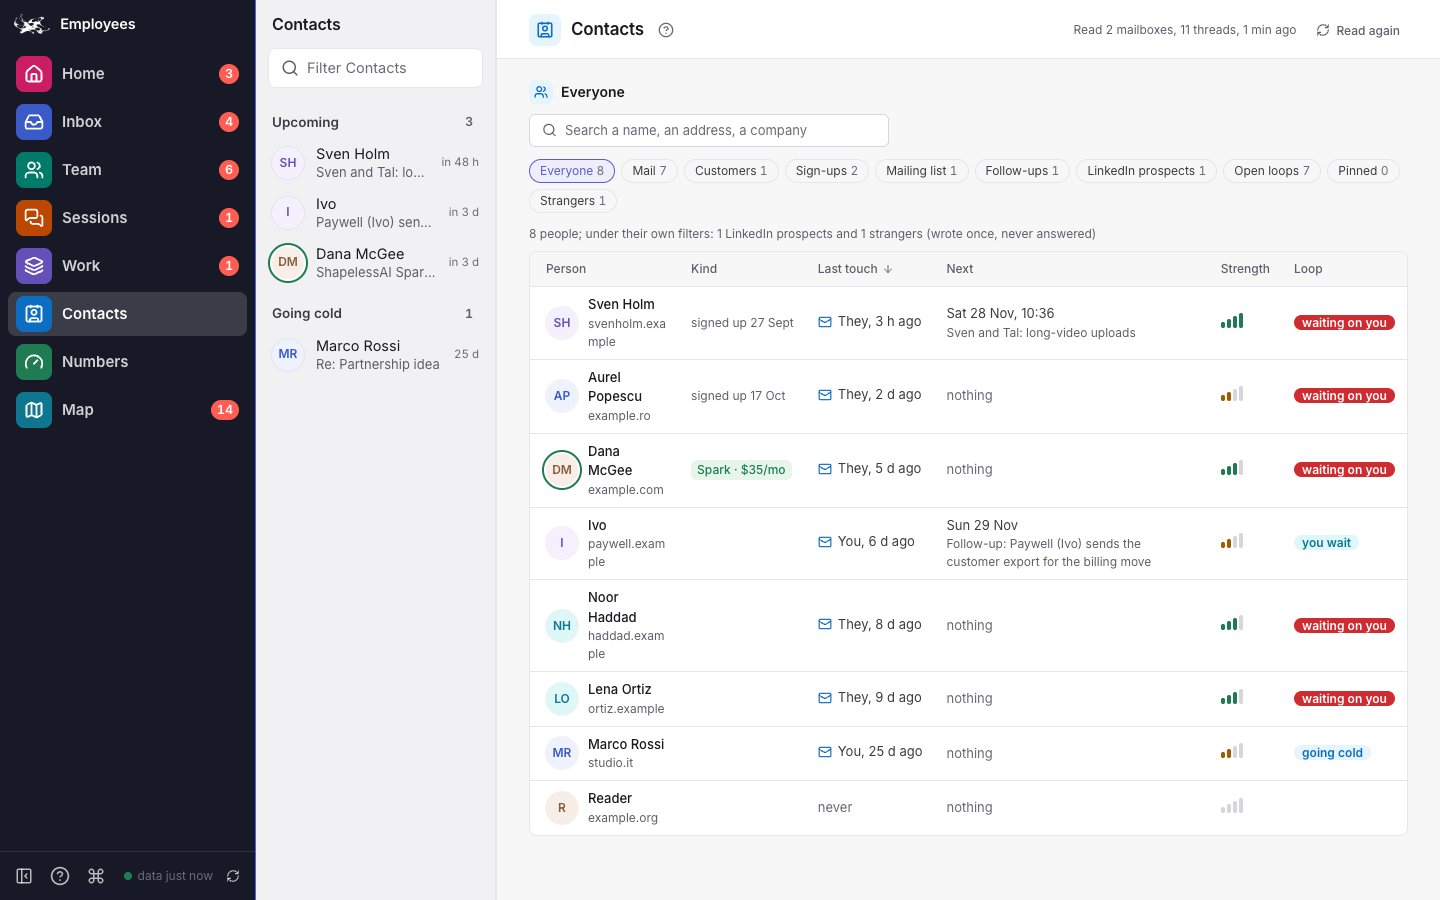 Employees
Home 3
Inbox 4
Team 6
Sessions 1
Work 1
Contacts
Numbers
Map 14
data just now
Contacts
Filter Contacts
Upcoming 3
SH Sven Holm in 48 h
Sven and Tal: lo...
I Ivo in 3 d
Paywell (Ivo) sen...
DM Dana McGee in 3 d
ShapelessAI Spar...
Going cold 1
MR Marco Rossi 25 d
Re: Partnership idea
Contacts
Read 2 mailboxes, 11 threads, 1 min ago Read again
Everyone
Search a name, an address, a company
Everyone 8 Mail 7 Customers 1 Sign-ups 2 Mailing list 1 Follow-ups 1 LinkedIn prospects 1 Open loops 7 Pinned 0
Strangers 1
8 people; under their own filters: 1 LinkedIn prospects and 1 strangers (wrote once, never answered)
Person Kind Last touch ↓ Next Strength Loop
SH Sven Holm
svenholm.exa
mple
signed up 27 Sept
They, 3 h ago
Sat 28 Nov, 10:36
Sven and Tal: long-video uploads
waiting on you
AP Aurel
Popescu
example.ro
signed up 17 Oct
They, 2 d ago
nothing
waiting on you
DM Dana
McGee
example.com
Spark · $35/mo
They, 5 d ago
nothing
waiting on you
I Ivo
paywell.exam
ple
You, 6 d ago
Sun 29 Nov
Follow-up: Paywell (Ivo) sends the
customer export for the billing move
you wait
NH Noor
Haddad
haddad.exam
ple
They, 8 d ago
nothing
waiting on you
LO Lena Ortiz
ortiz.example
They, 9 d ago
nothing
waiting on you
MR Marco Rossi
studio.it
You, 25 d ago
nothing
going cold
R Reader
example.org
never
nothing